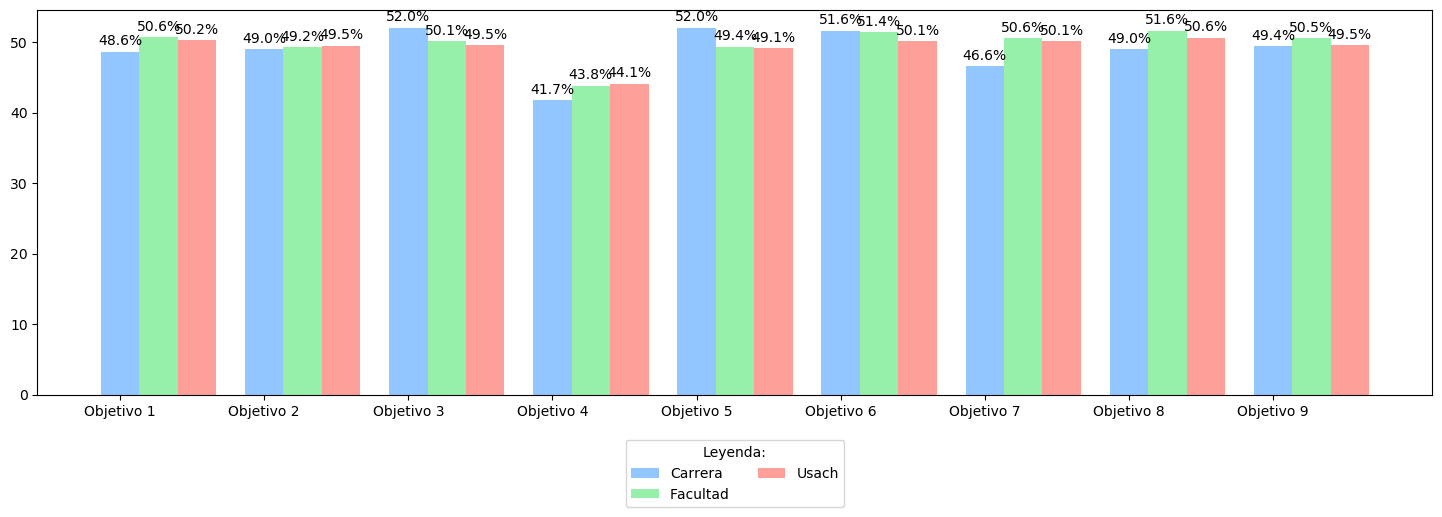 48.6% 50.6% 50.2% 49.0% 49.2% 49.5% 52.0% 50.1% 49.5% 41.7% 43.8% 44.1% 52.0% 49.4% 49.1% 51.6% 51.4% 50.1% 46.6% 50.6% 50.1% 49.0% 51.6% 50.6% 49.4% 50.5% 49.5%
50
40
30
20
10
0
Objetivo 1 Objetivo 2 Objetivo 3 Objetivo 4 Objetivo 5 Objetivo 6 Objetivo 7 Objetivo 8 Objetivo 9
Leyenda:
Carrera Usach
Facultad